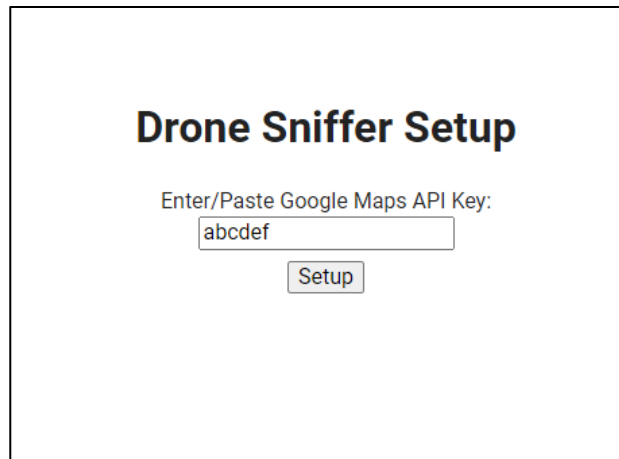 Drone Sniffer Setup
Enter/Paste Google Maps API Key:
abcdef
Setup